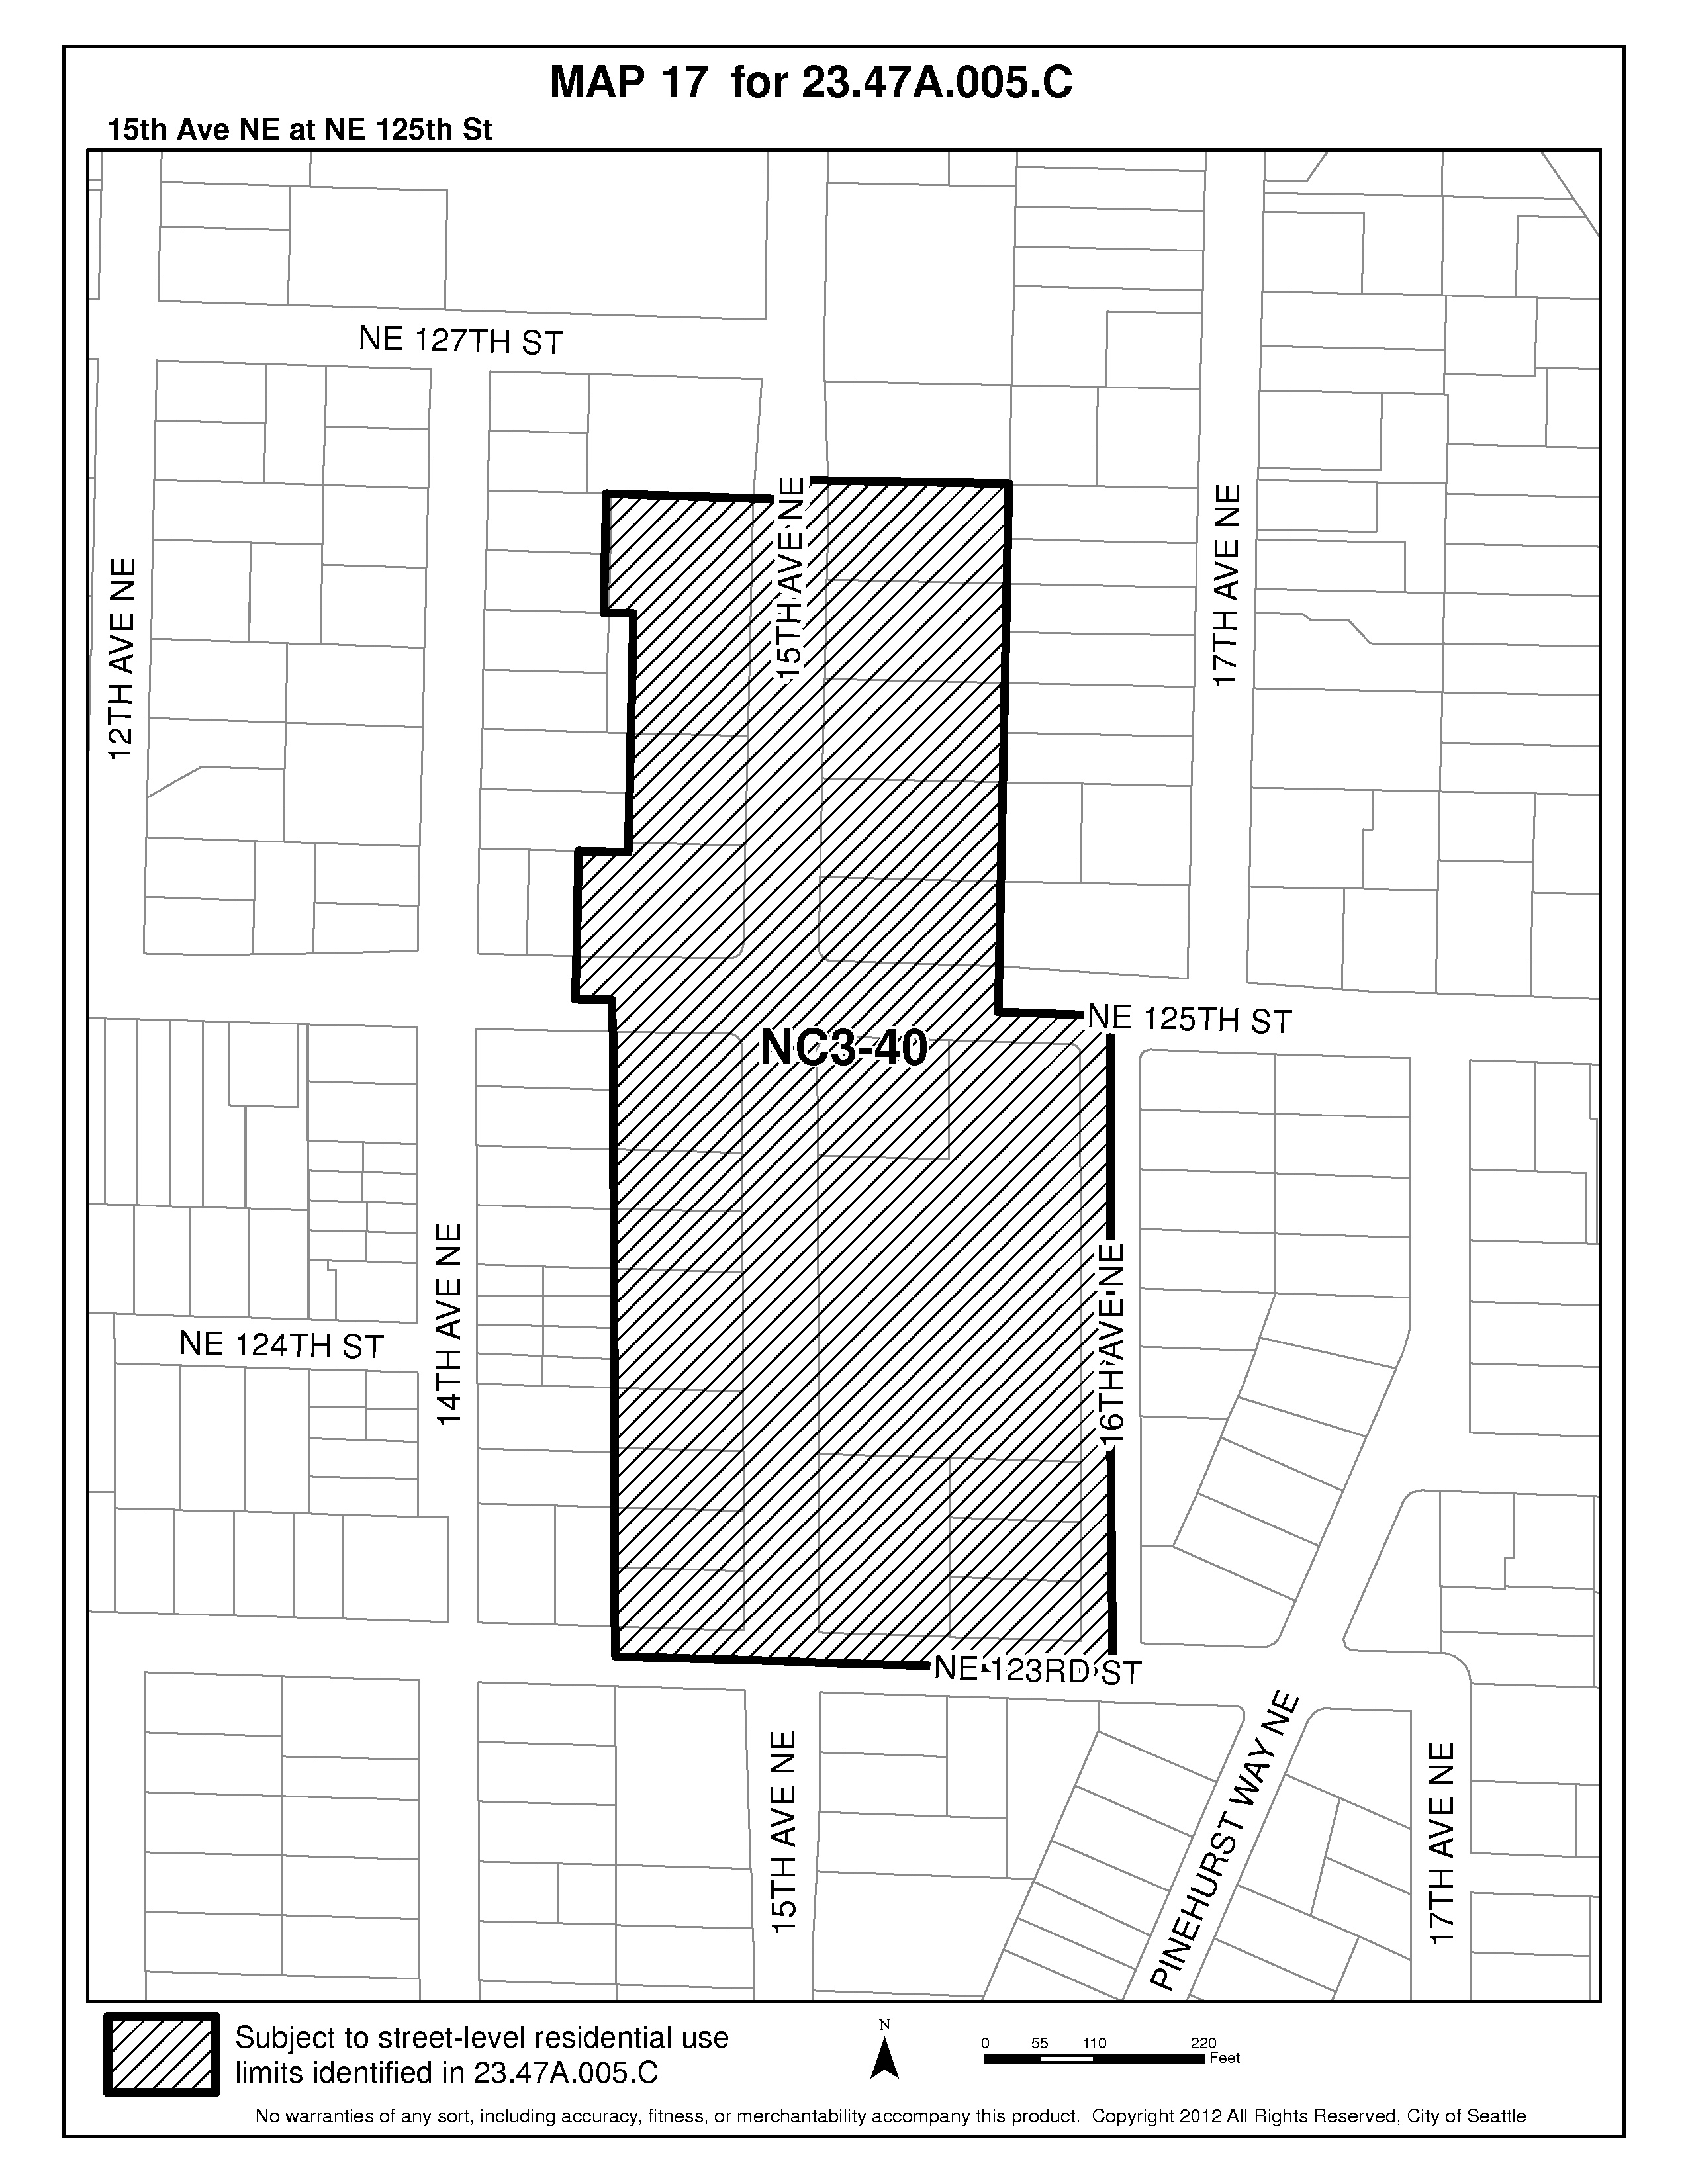 MAP 17 for 23.47A.005.C
15th Ave NE at NE 125th St
NE 127TH ST
15TH AVE NE
17TH AVE NE
12TH AVE NE
NE 125TH ST
NC3-40
14TH AVE NE
16TH AVE NE
NE 124TH ST
NE 123RD ST
PINEHURST WAY NE
15TH AVE NE
17TH AVE NE
Subject to street-level residential use
limits identified in 23.47A.005.C
N
0 55 110 220
Feet
No warranties of any sort, including accuracy, fitness, or merchantability accompany this product. Copyright 2012 All Rights Reserved, City of Seattle